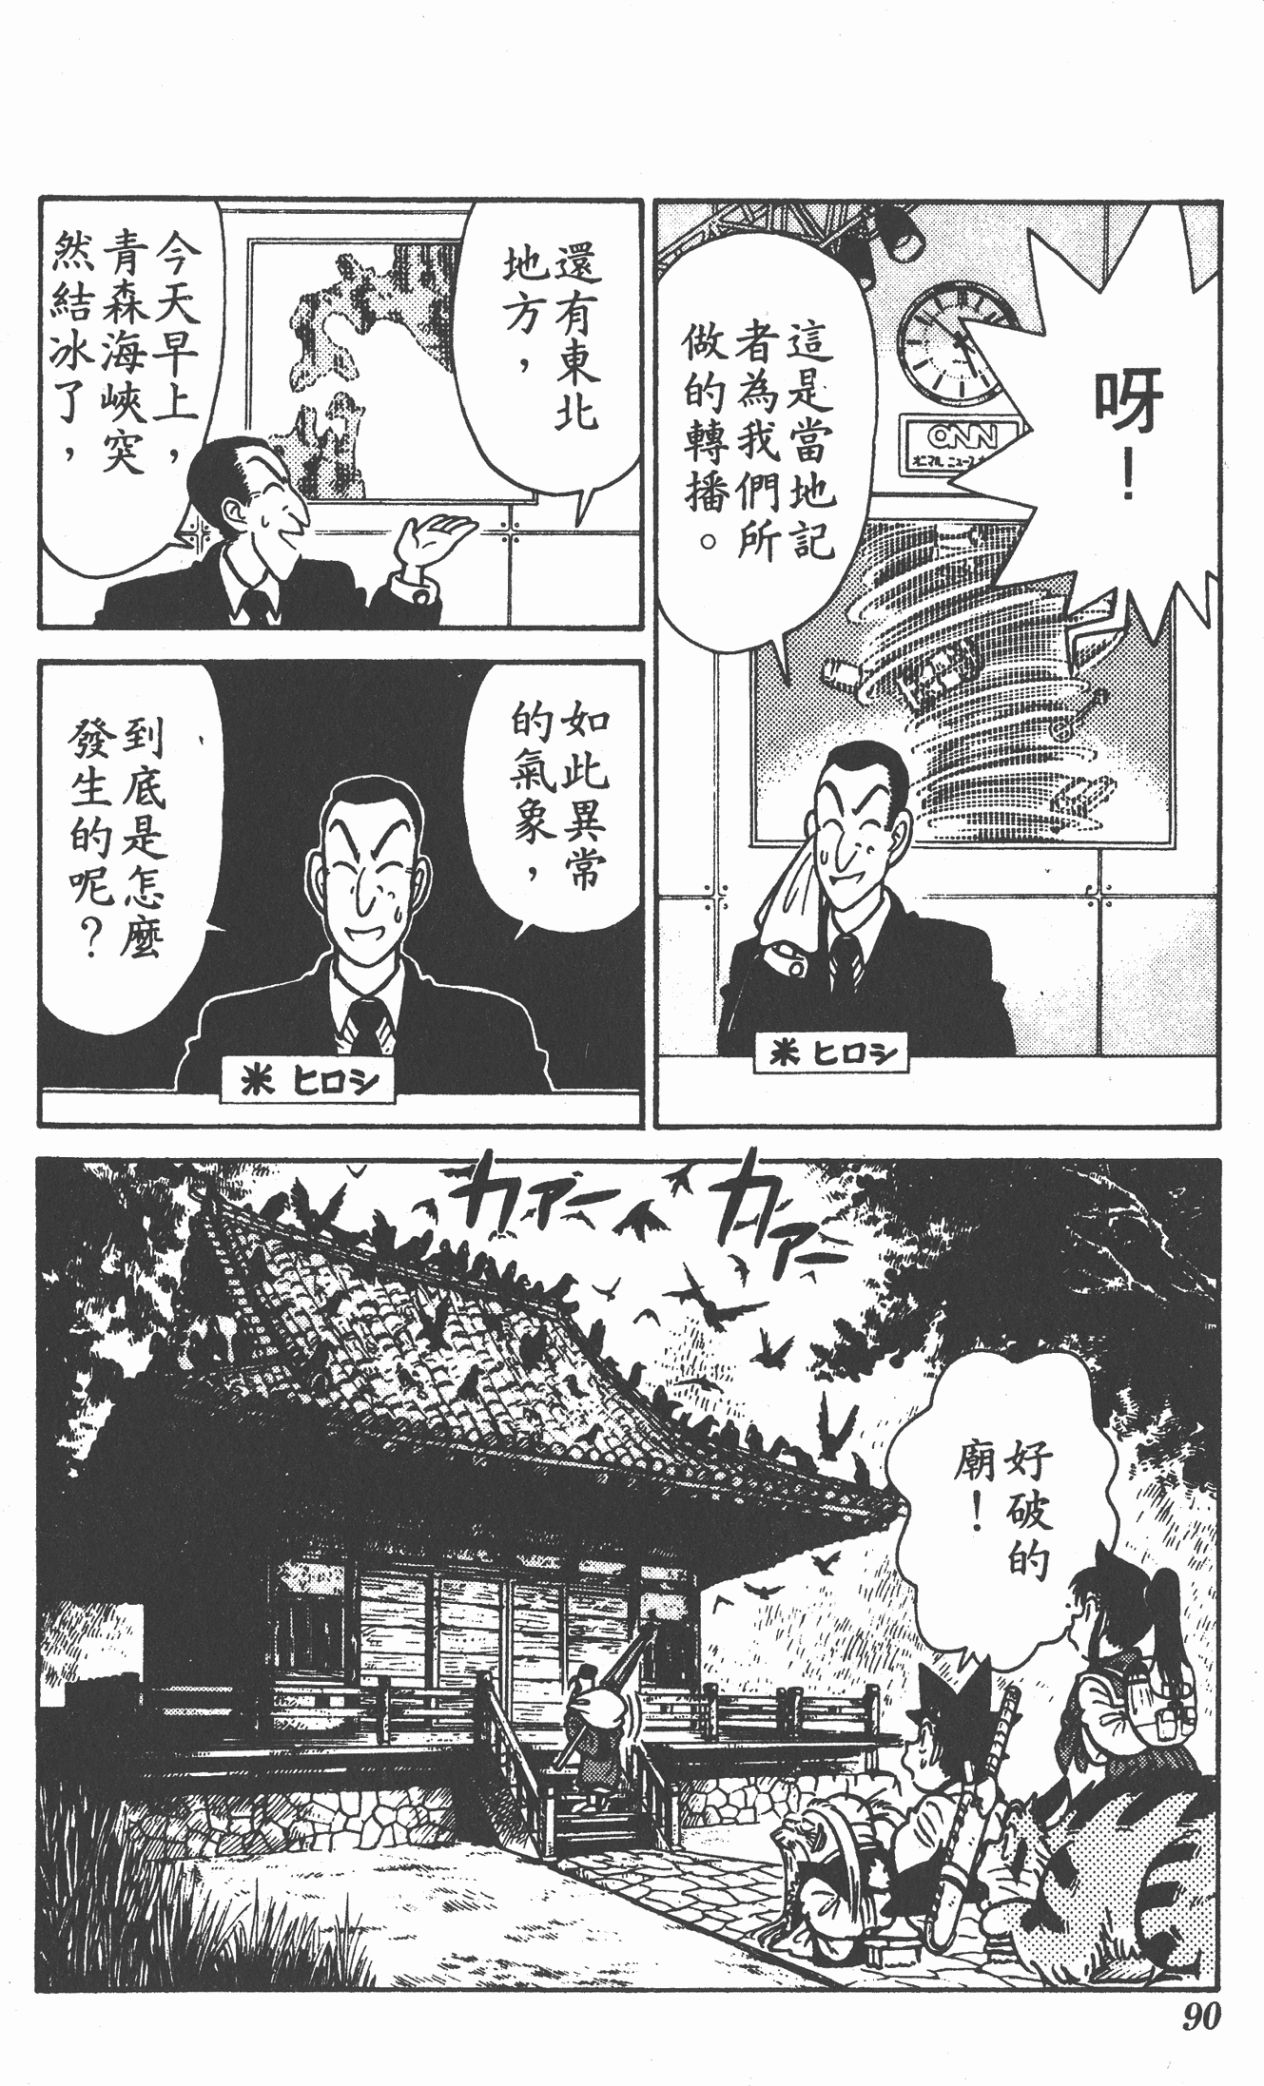 呀！
這是當地記
者為我們所
做的轉播。
ONN
米 ヒロシ
還有東北
地方，
今天早上，
青森海峽突
然結冰了，
如此異常
的氣象，
到底是怎麼
發生的呢？
米 ヒロシ
カアー
カアー
好破的
廟！
90